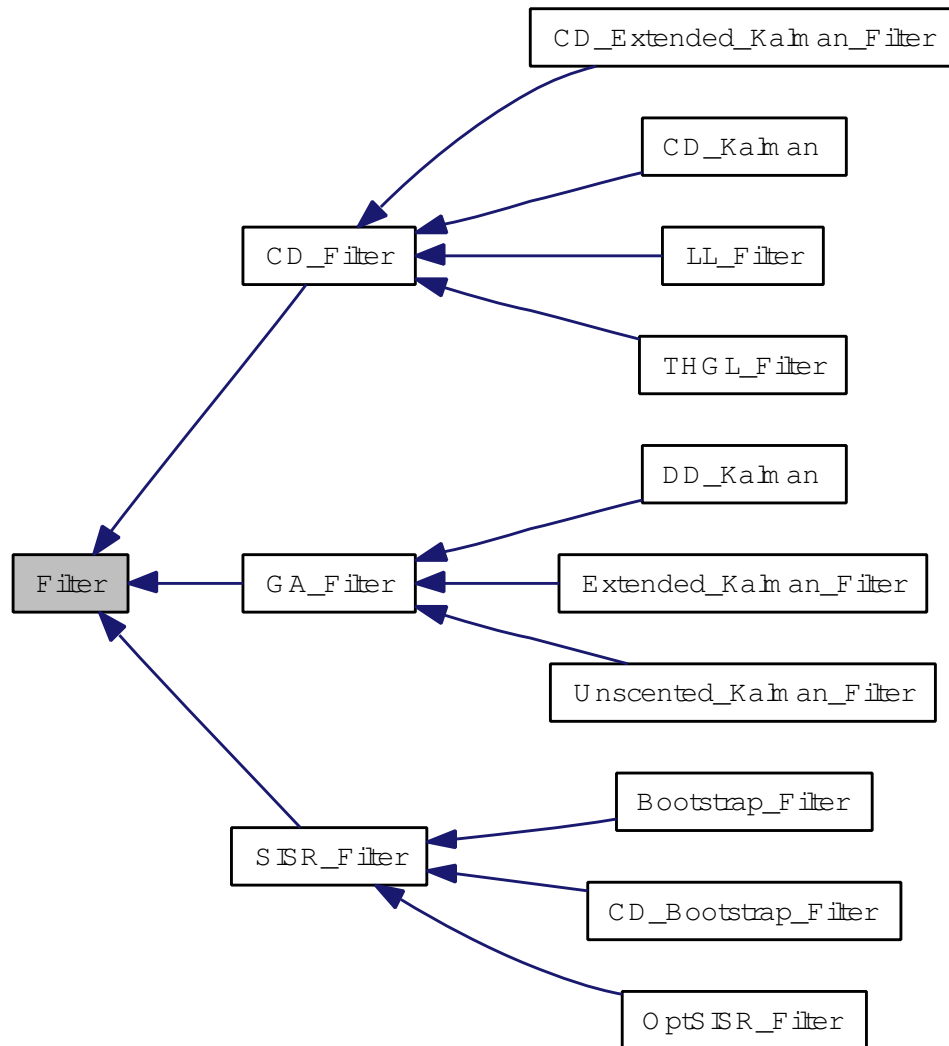 CD_Extended_Kalman_Filter
CD_Kalman
CD_Filter
LL_Filter
THGL_Filter
DD_Kalman
Filter
GA_Filter
Extended_Kalman_Filter
Unscented_Kalman_Filter
Bootstrap_Filter
SISR_Filter
CD_Bootstrap_Filter
OptSISR_Filter